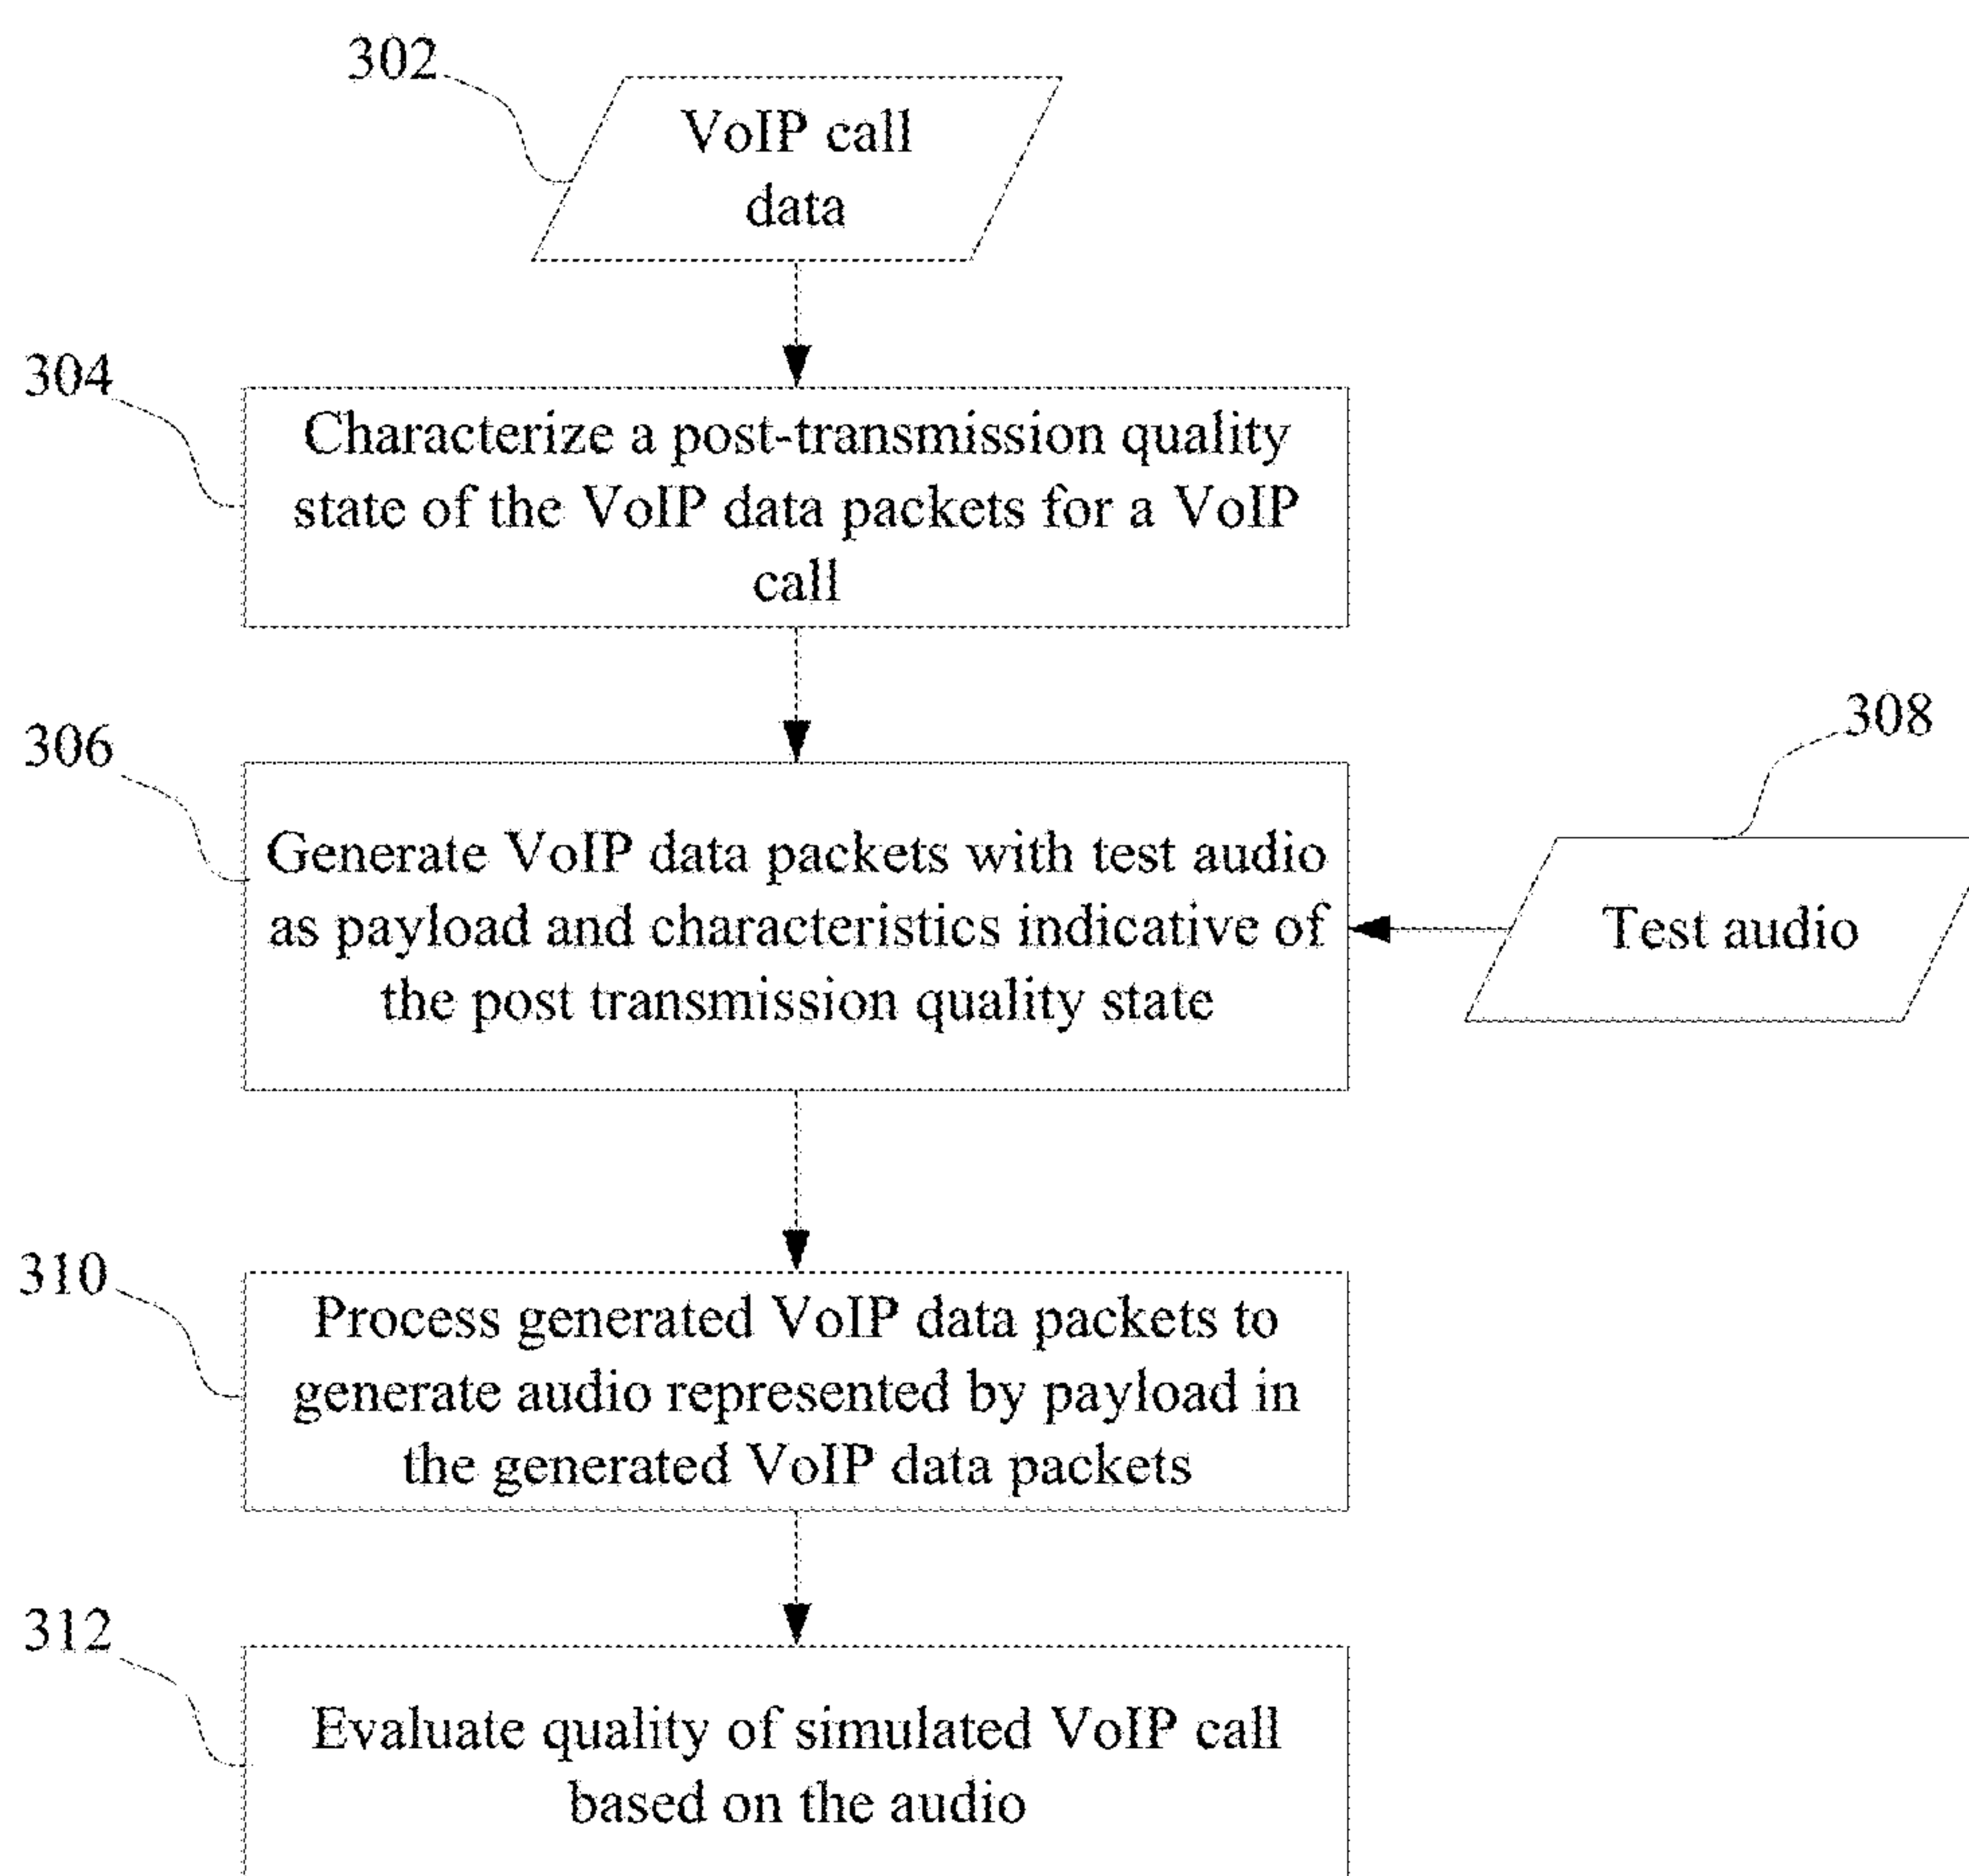 302
VoIP call
data
304
Characterize a post-transmission quality
state of the VoIP data packets for a VoIP
call
306
308
Generate VoIP data packets with test audio
as payload and characteristics indicative of
the post transmission quality state
Test audio
310
Process generated VoIP data packets to
generate audio represented by payload in
the generated VoIP data packets
312
Evaluate quality of simulated VoIP call
based on the audio